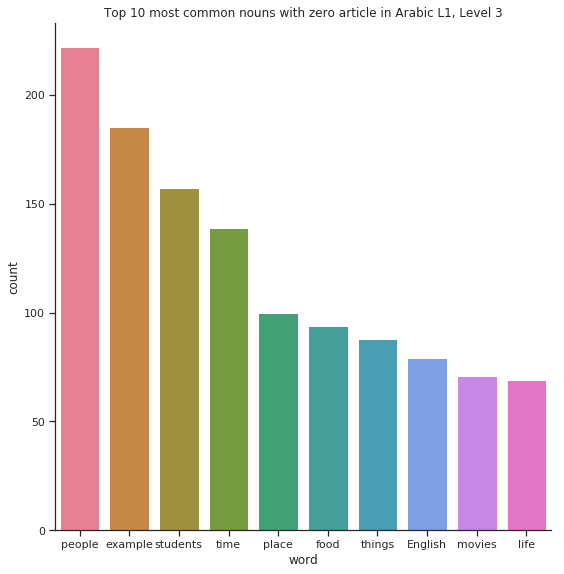 Top 10 most common nouns with zero article in Arabic L1, Level 3
200
150
100
50
0
count
people example students time place food things English movies life
word